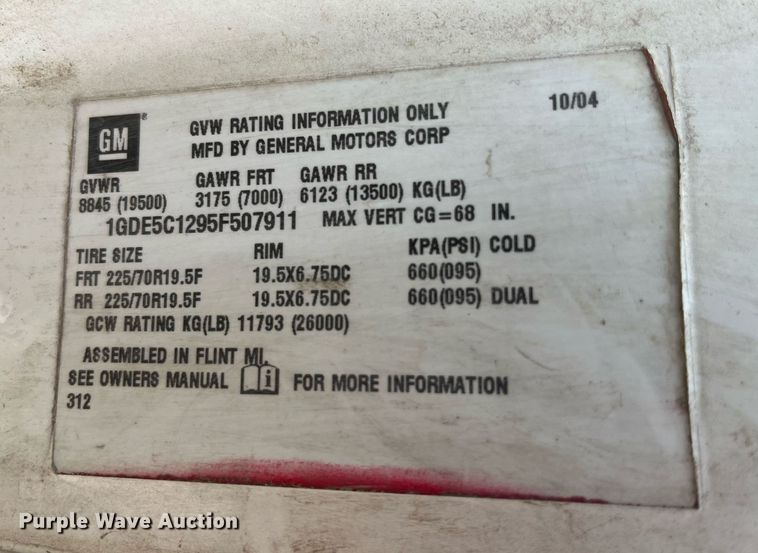 GM
GVW RATING INFORMATION ONLY 10/04
MFD BY GENERAL MOTORS CORP
GVWR GAWR FRT GAWR RR
8845 (19500) 3175 (7000) 6123 (13500) KG(LB)
1GDE5C1295F507911 MAX VERT CG=68 IN.
TIRE SIZE RIM KPA(PSI) COLD
FRT 225/70R19.5F 19.5X6.75DC 660(095)
RR 225/70R19.5F 19.5X6.75DC 660(095) DUAL
GCW RATING KG(LB) 11793 (26000)
ASSEMBLED IN FLINT MI.
SEE OWNERS MANUAL i FOR MORE INFORMATION
312
Purple Wave Auction